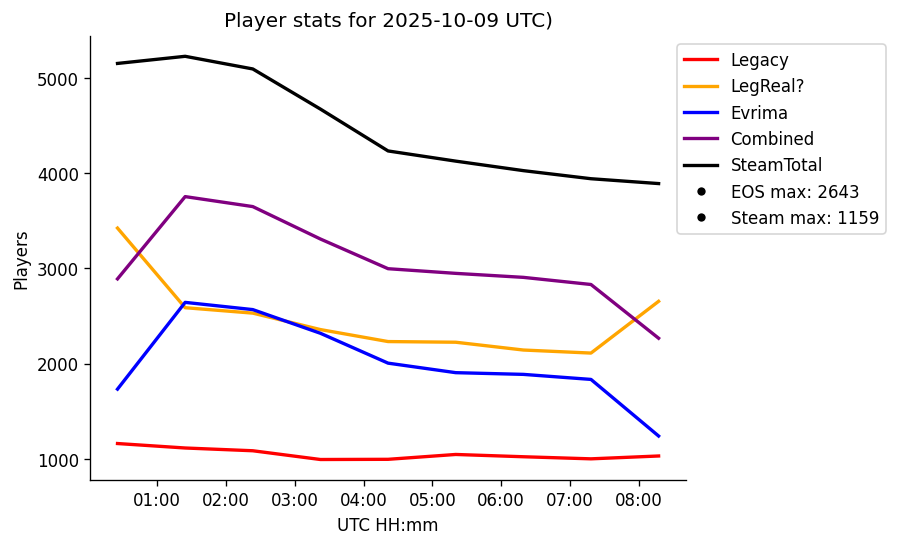 Player stats for 2025-10-09 UTC)
Legacy
LegReal?
Evrima
Combined
SteamTotal
EOS max: 2643
Steam max: 1159
5000
4000
3000
2000
1000
Players
01:00 02:00 03:00 04:00 05:00 06:00 07:00 08:00
UTC HH:mm